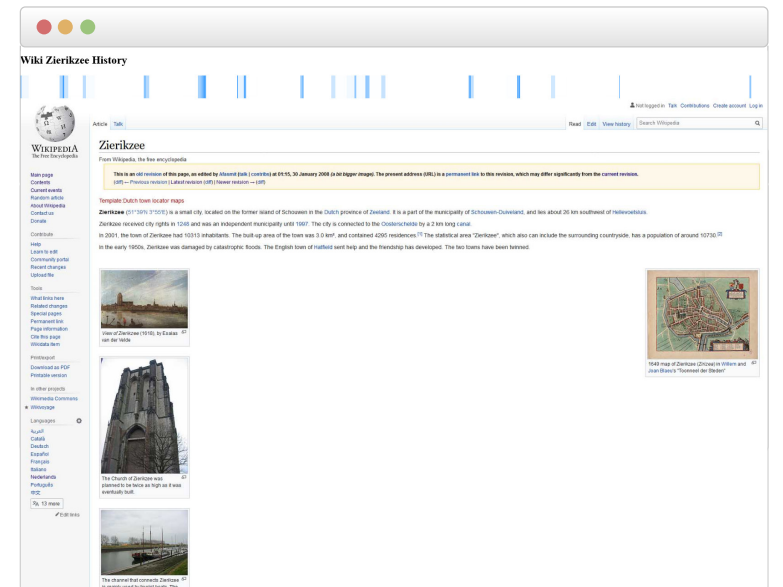 Wiki Zierikzee History
Not logged in Talk Contributions Create account Log in
Article Talk
Read Edit View history Search Wikipedia
WIKIPEDIA
The Free Encyclopedia
Main page
Contents
Current events
Random article
About Wikipedia
Contact us
Donate
Contribute
Help
Learn to edit
Community portal
Recent changes
Upload file
Tools
What links here
Related changes
Special pages
Permanent link
Page information
Cite this page
Wikidata item
Print/export
Download as PDF
Printable version
In other projects
Wikimedia Commons
Wikivoyage
Languages
العربية
Català
Deutsch
Español
Français
Italiano
Nederlands
Português
中文
13 more
Edit links
Zierikzee
From Wikipedia, the free encyclopedia
This is an old revision of this page, as added by Afasmit (talk | contribs) at 01:15, 30 January 2008 (a bit bigger image). The present address (URL) is a permanent link to this revision, which may differ significantly from the current revision.
(diff) ← Previous revision | Latest revision (diff) | Newer revision → (diff)
Template:Dutch town locator maps
Zierikzee (51°39′N 3°55′E) is a small city, located on the former island of Schouwen in the Dutch province of Zeeland. It is a part of the municipality of Schouwen-Duiveland, and lies about 26 km southwest of Hellevoetsluis.
Zierikzee received city rights in 1248 and was an independent municipality until 1997. The city is connected to the Oosterschelde by a 2 km long canal.
In 2001, the town of Zierikzee had 10313 inhabitants. The built-up area of the town was 3.0 km², and contained 4295 residences.[1] The statistical area "Zierikzee", which also can include the surrounding countryside, has a population of around 10730.[2]
In the early 1950s, Zierikzee was damaged by catastrophic floods. The English town of Hatfield sent help and the friendship has developed. The two towns have been twinned.
View of Zierikzee (1618), by Esaias
van der Velde
1649 map of Zierikzee (Ziricea) in Willem and
Joan Blaeu's "Toonneel der Steden"
The Church of Zierikzee was
planned to be twice as high as it was
eventually built.
The channel that connects Zierikzee